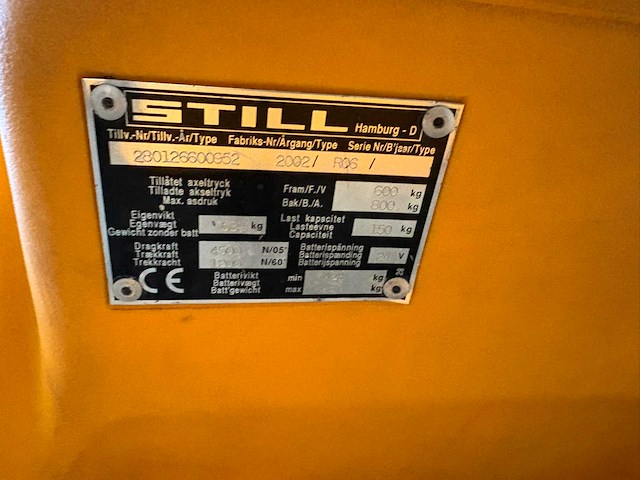 STILL Hamburg - D
Tillv.-Nr/Tillv.-År/Type Fabriks-Nr/Årgang/Type Serie Nr/B'jaar/Type
280126600952 2002/ R06 /
Tillåtet axeltryck
Tilladte akseltryk
Max. asdruk
Fram/F./V 600 kg
Bak/B./A. 800 kg
Egenvikt
Egenvægt
Gewicht zonder batt
kg
Last kapacitet
Lasteevne
Capaciteit
150 kg
Dragkraft
Trækkraft
Trekkracht
4500 N/05'
N/60'
Batterispänning
Batterispænding
Batterijspanning
V
CE
Batterivikt
Batterivægt
Batt'gewicht
min kg
max kg